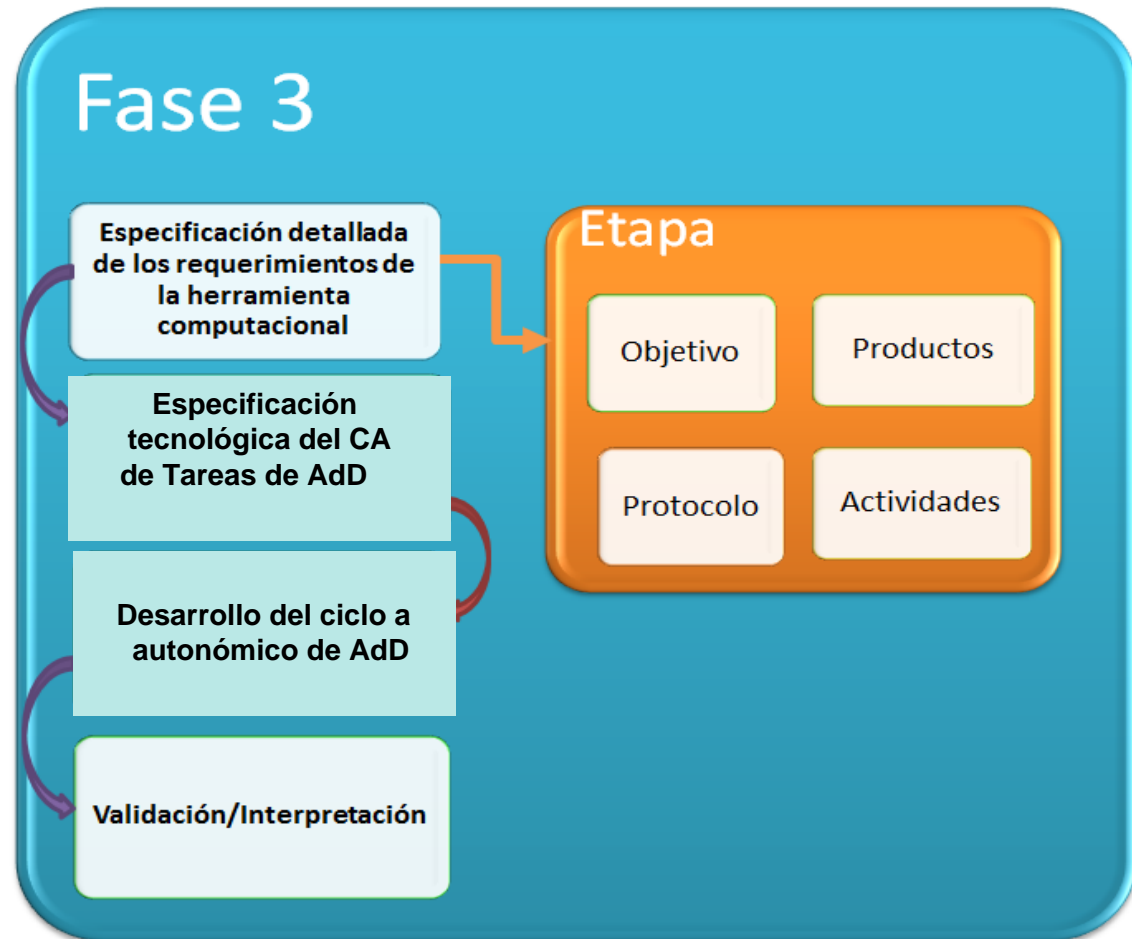 Fase 3
Especificación detallada
de los requerimientos de
la herramienta
computacional
Especificación
tecnológica del CA
de Tareas de AdD
Desarrollo del ciclo a
autonómico de AdD
Validación/Interpretación
Etapa
Objetivo
Productos
Protocolo
Actividades